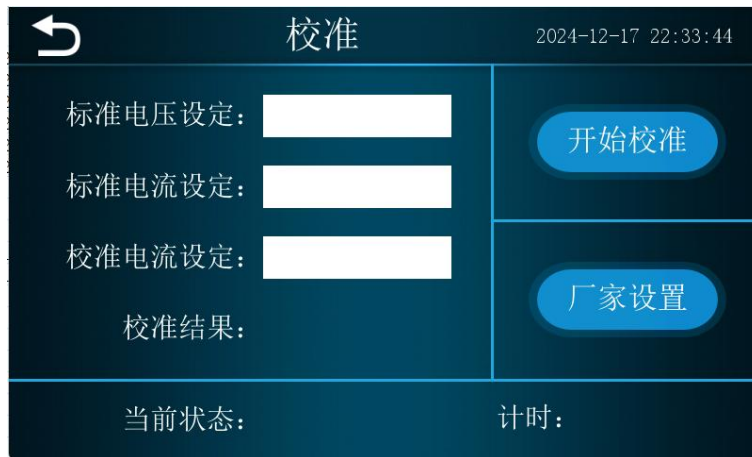 校准 2024-12-17 22:33:44
标准电压设定：
标准电流设定：
校准电流设定：
校准结果：
开始校准
厂家设置
当前状态： 计时：